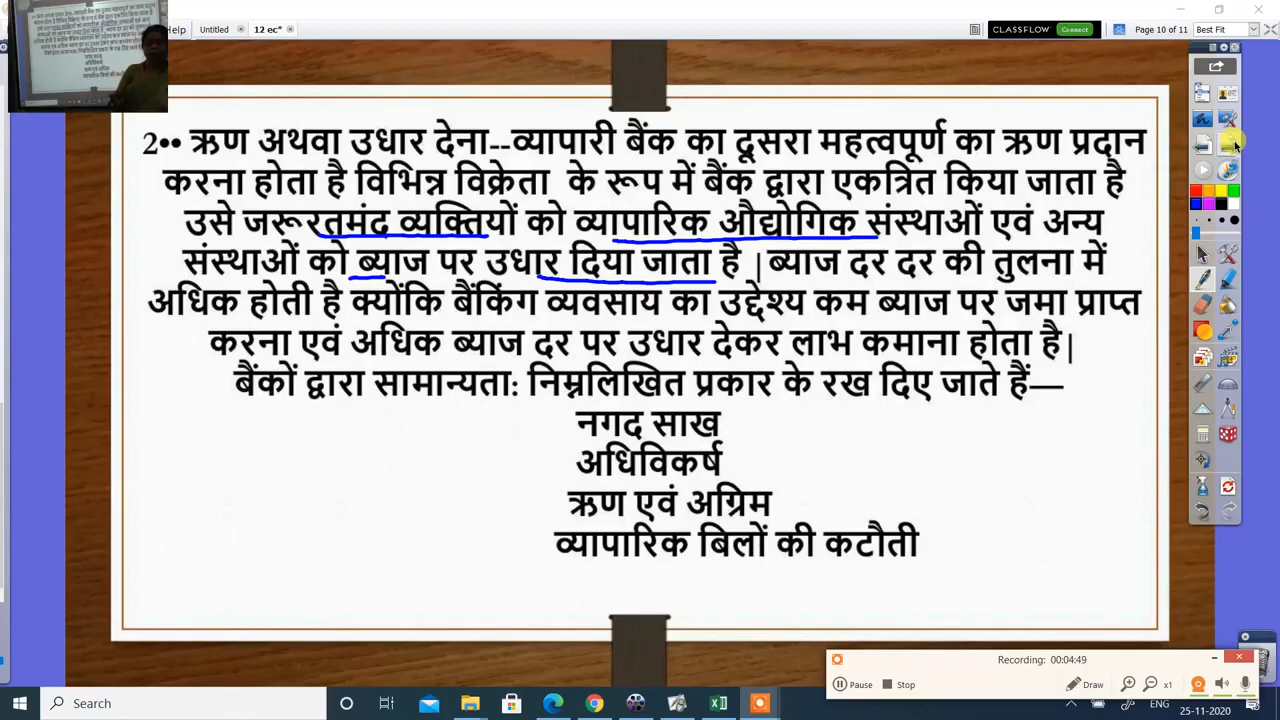 Help
Untitled
12 ec*
CLASSFLOW
Connect
Page 10 of 11
Best Fit
2•• ऋण अथवा उधार देना--व्यापारी बैंक का दूसरा महत्वपूर्ण का ऋण प्रदान
करना होता है विभिन्न विक्रेता के रूप में बैंक द्वारा एकत्रित किया जाता है
उसे जरूरतमंद व्यक्तियों को व्यापारिक औद्योगिक संस्थाओं एवं अन्य
संस्थाओं को ब्याज पर उधार दिया जाता है |ब्याज दर दर की तुलना में
अधिक होती है क्योंकि बैंकिंग व्यवसाय का उद्देश्य कम ब्याज पर जमा प्राप्त
करना एवं अधिक ब्याज दर पर उधार देकर लाभ कमाना होता है|
बैंकों द्वारा सामान्यता: निम्नलिखित प्रकार के रख दिए जाते हैं—
नगद साख
अधिविकर्ष
ऋण एवं अग्रिम
व्यापारिक बिलों की कटौती
Recording: 00:04:49
Pause
Stop
Draw
x1
Search
25-11-2020